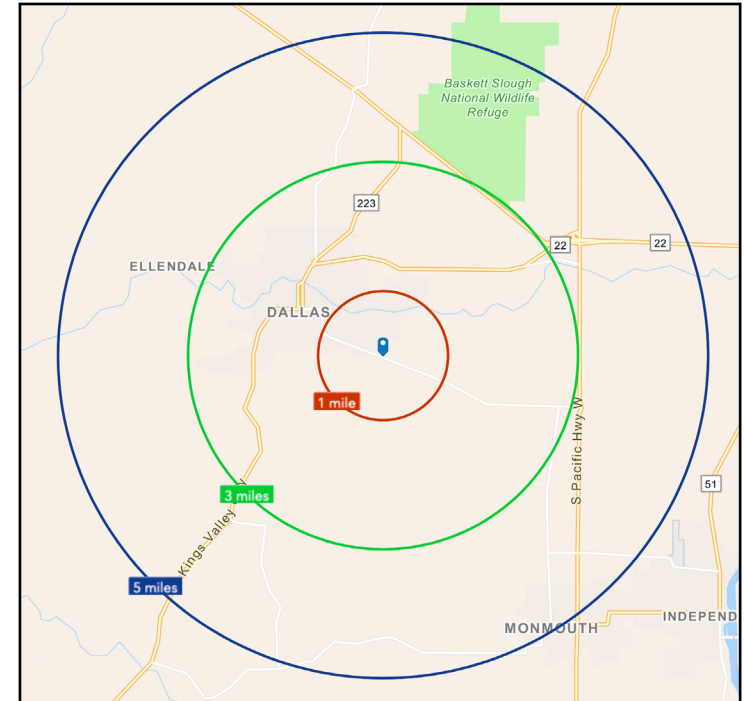 Baskett Slough
National Wildlife
Refuge
223
22
22
ELLENDALE
DALLAS
1 mile
S Pacific Hwy W
51
3 miles
Kings Valley y
5 miles
INDEPEND
MONMOUTH